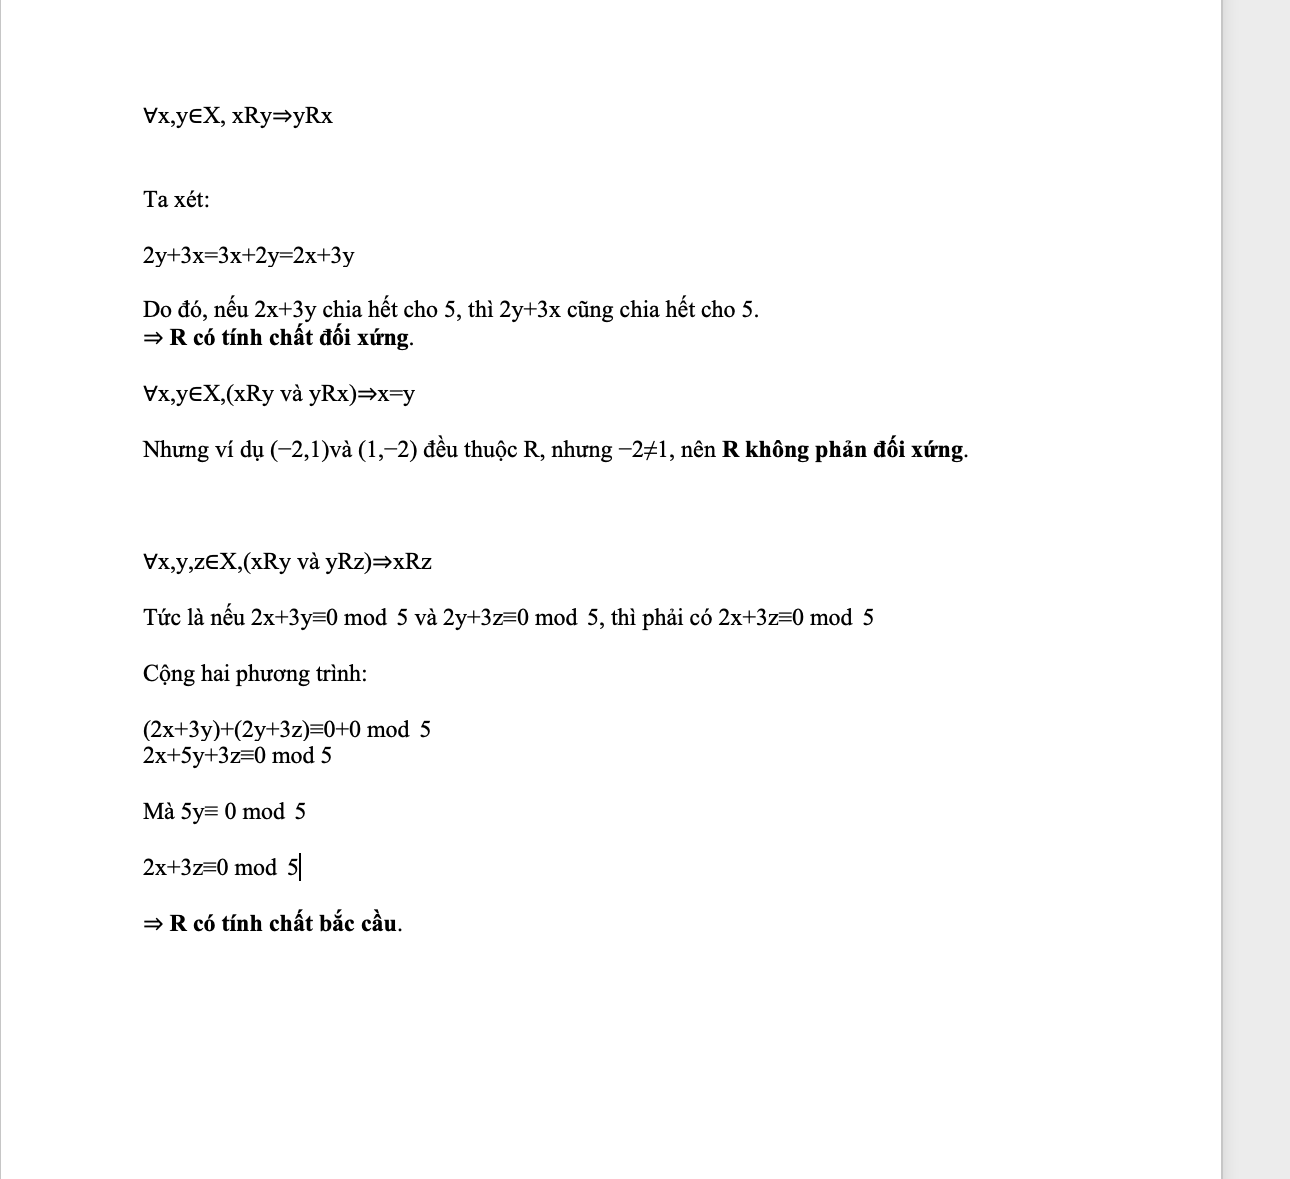 ∀x,y∈X, xRy⇒yRx
Ta xét:
2y+3x=3x+2y=2x+3y
Do đó, nếu 2x+3y chia hết cho 5, thì 2y+3x cũng chia hết cho 5.
⇒ R có tính chất đối xứng.
∀x,y∈X,(xRy và yRx)⇒x=y
Nhưng ví dụ (−2,1)và (1,−2) đều thuộc R, nhưng −2≠1, nên R không phản đối xứng.
∀x,y,z∈X,(xRy và yRz)⇒xRz
Tức là nếu 2x+3y≡0 mod 5 và 2y+3z≡0 mod 5, thì phải có 2x+3z≡0 mod 5
Cộng hai phương trình:
(2x+3y)+(2y+3z)≡0+0 mod 5
2x+5y+3z≡0 mod 5
Mà 5y≡ 0 mod 5
2x+3z≡0 mod 5
⇒ R có tính chất bắc cầu.